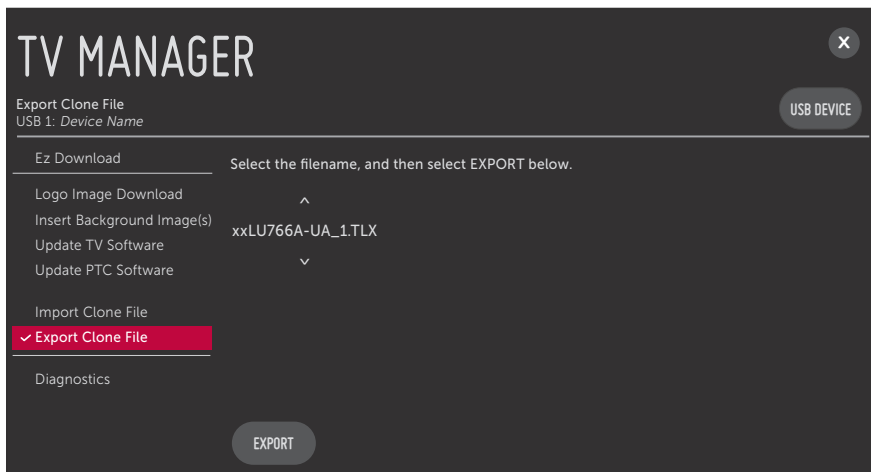 TV MANAGER
X
Export Clone File
USB 1: Device Name
USB DEVICE
Ez Download
Logo Image Download
Insert Background Image(s)
Update TV Software
Update PTC Software
Import Clone File
Export Clone File
Diagnostics
Select the filename, and then select EXPORT below.
xxLU766A-UA_1.TLX
EXPORT